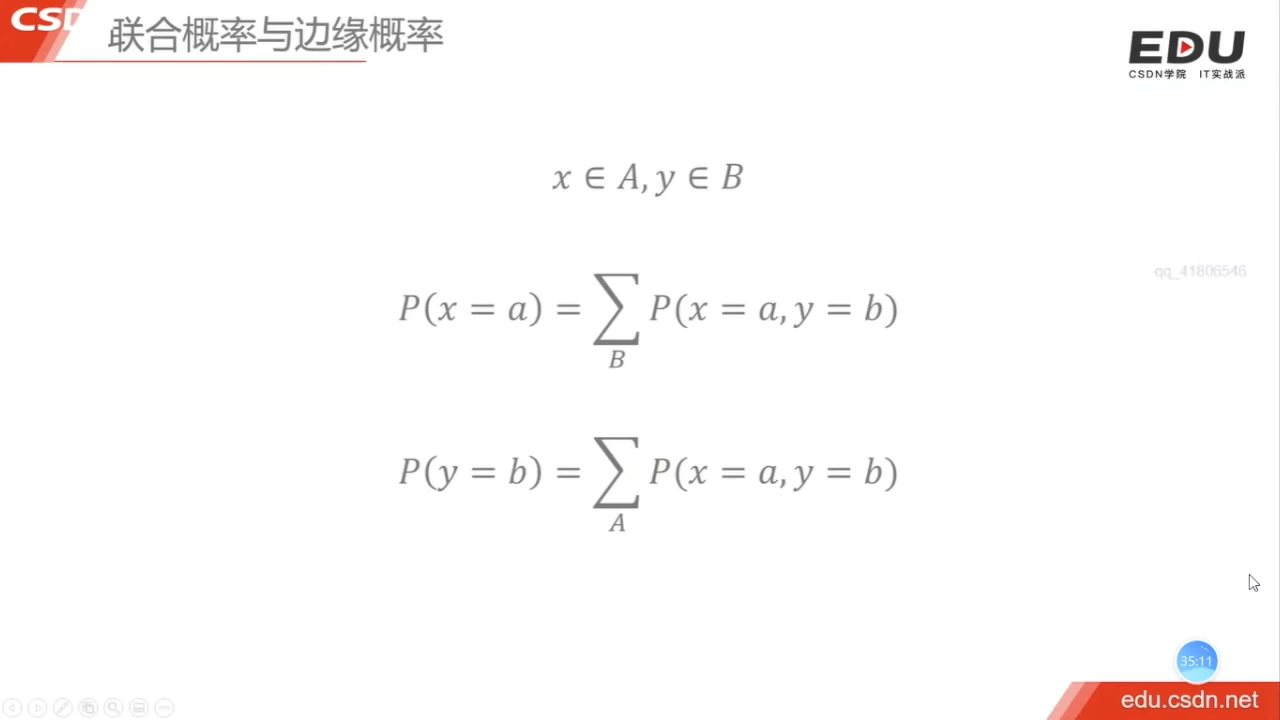 CSD
联合概率与边缘概率
EDU
CSDN学院 IT实战派
x ∈ A, y ∈ B
qq_41806546
P(x = a) = ∑_B P(x = a, y = b)
P(y = b) = ∑_A P(x = a, y = b)
35:11
edu.csdn.net